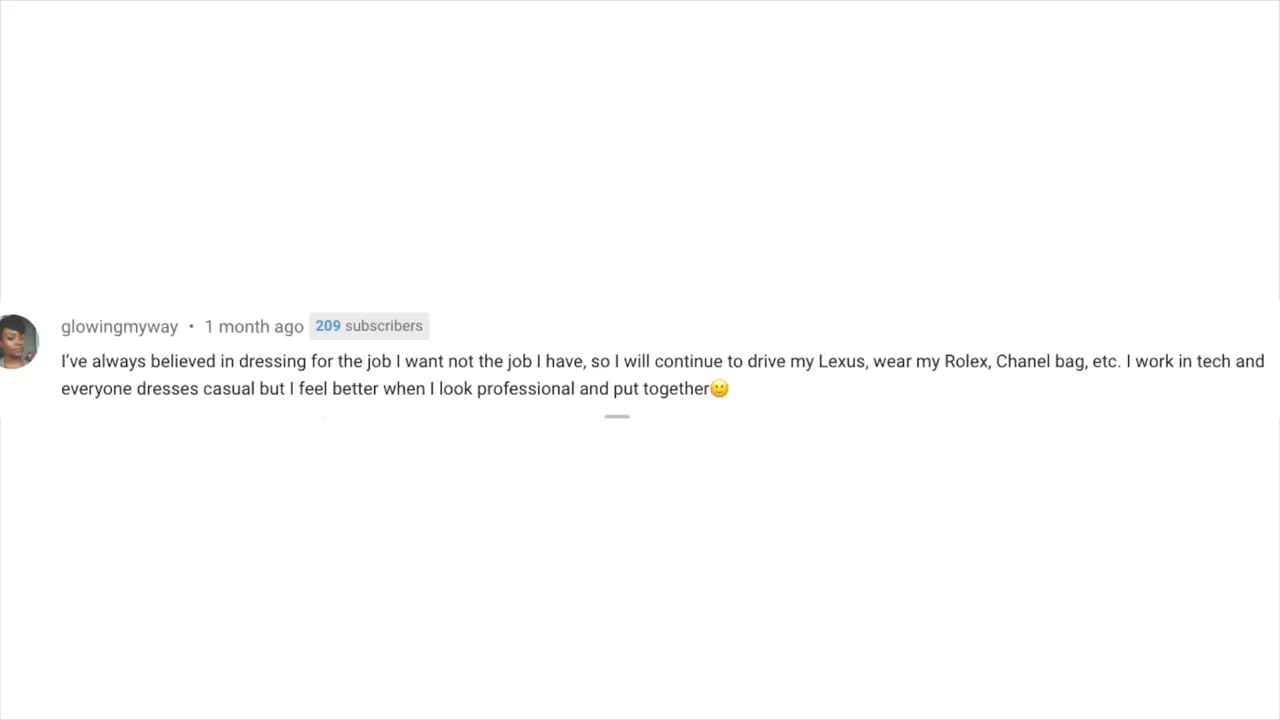 glowingmyway • 1 month ago 209 subscribers
I've always believed in dressing for the job I want not the job I have, so I will continue to drive my Lexus, wear my Rolex, Chanel bag, etc. I work in tech and
everyone dresses casual but I feel better when I look professional and put together🙂